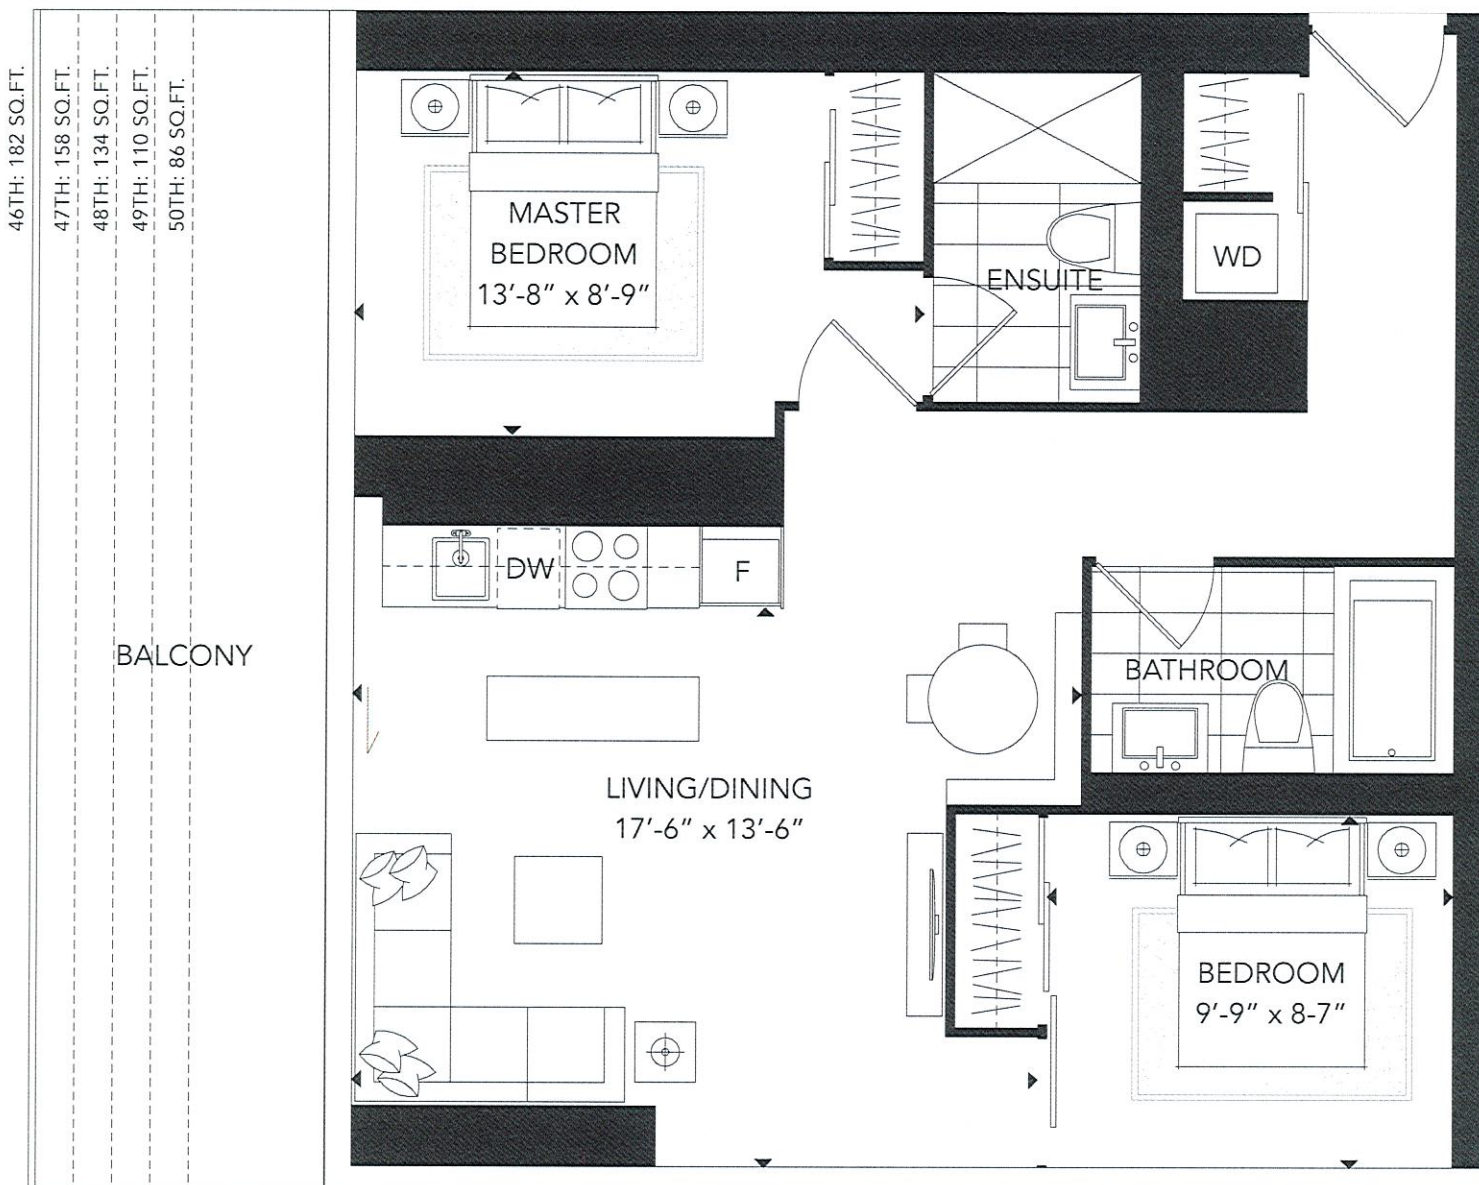 46TH: 182 SQ.FT.
47TH: 158 SQ.FT.
48TH: 134 SQ.FT.
49TH: 110 SQ.FT.
50TH: 86 SQ.FT.
MASTER
BEDROOM
13'-8" x 8'-9"
ENSUITE
WD
DW
F
BALCONY
BATHROOM
LIVING/DINING
17'-6" x 13'-6"
BEDROOM
9'-9" x 8-7"